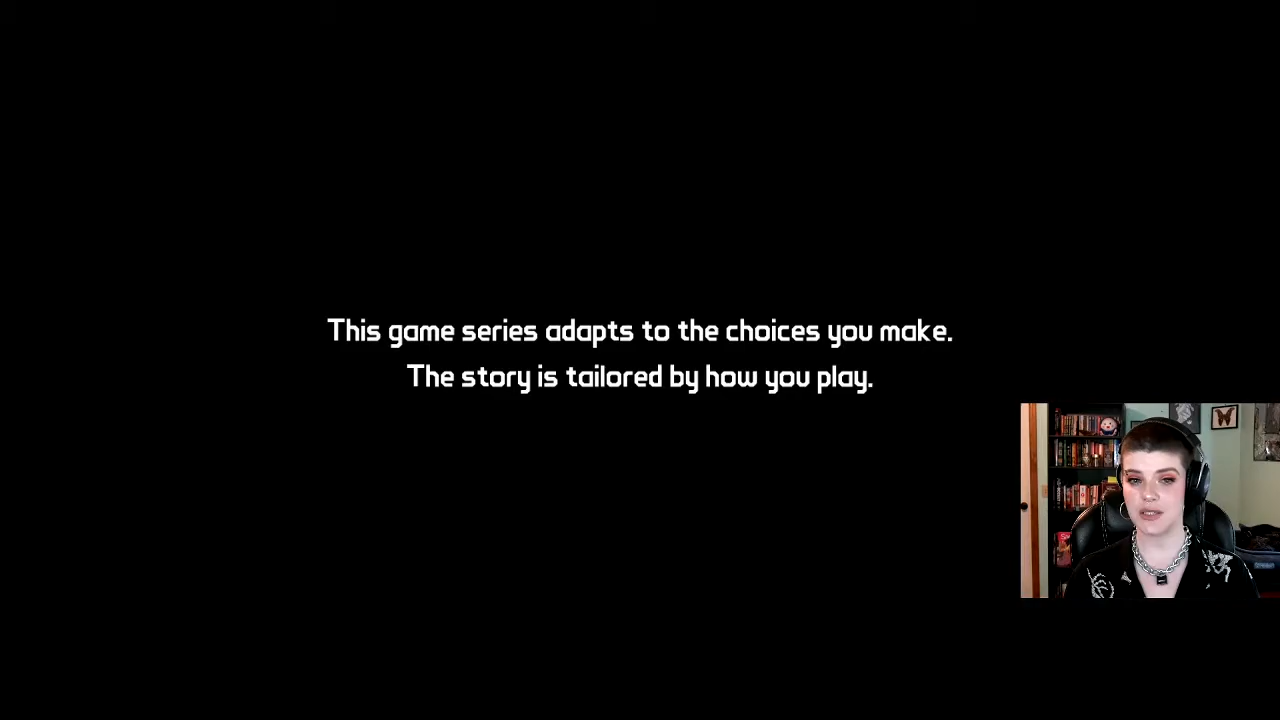 This game series adapts to the choices you make.
The story is tailored by how you play.